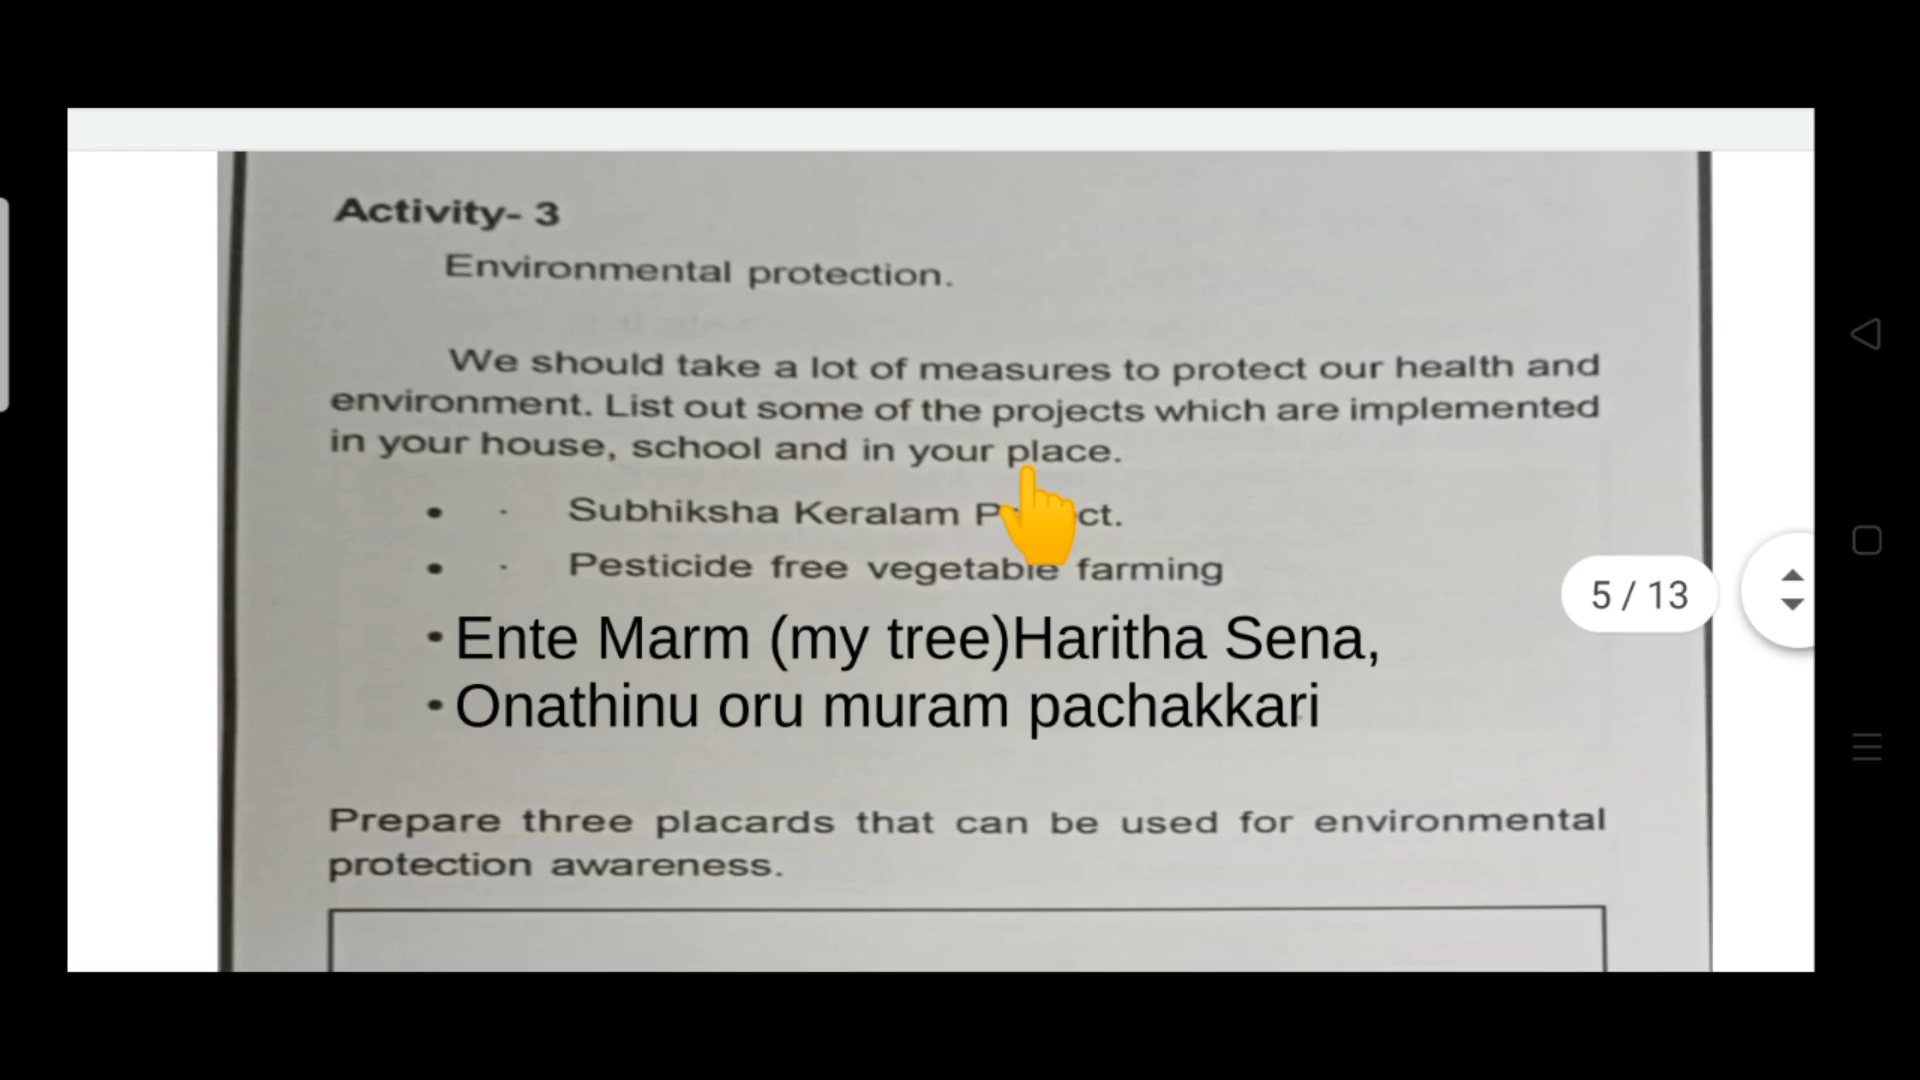 Activity- 3
Environmental protection.
We should take a lot of measures to protect our health and
environment. List out some of the projects which are implemented
in your house, school and in your place.
• · Subhiksha Keralam
• · Pesticide free vegetable farming
• Ente Marm (my tree)Haritha Sena,
• Onathinu oru muram pachakkari
5 / 13
Prepare three placards that can be used for environmental
protection awareness.